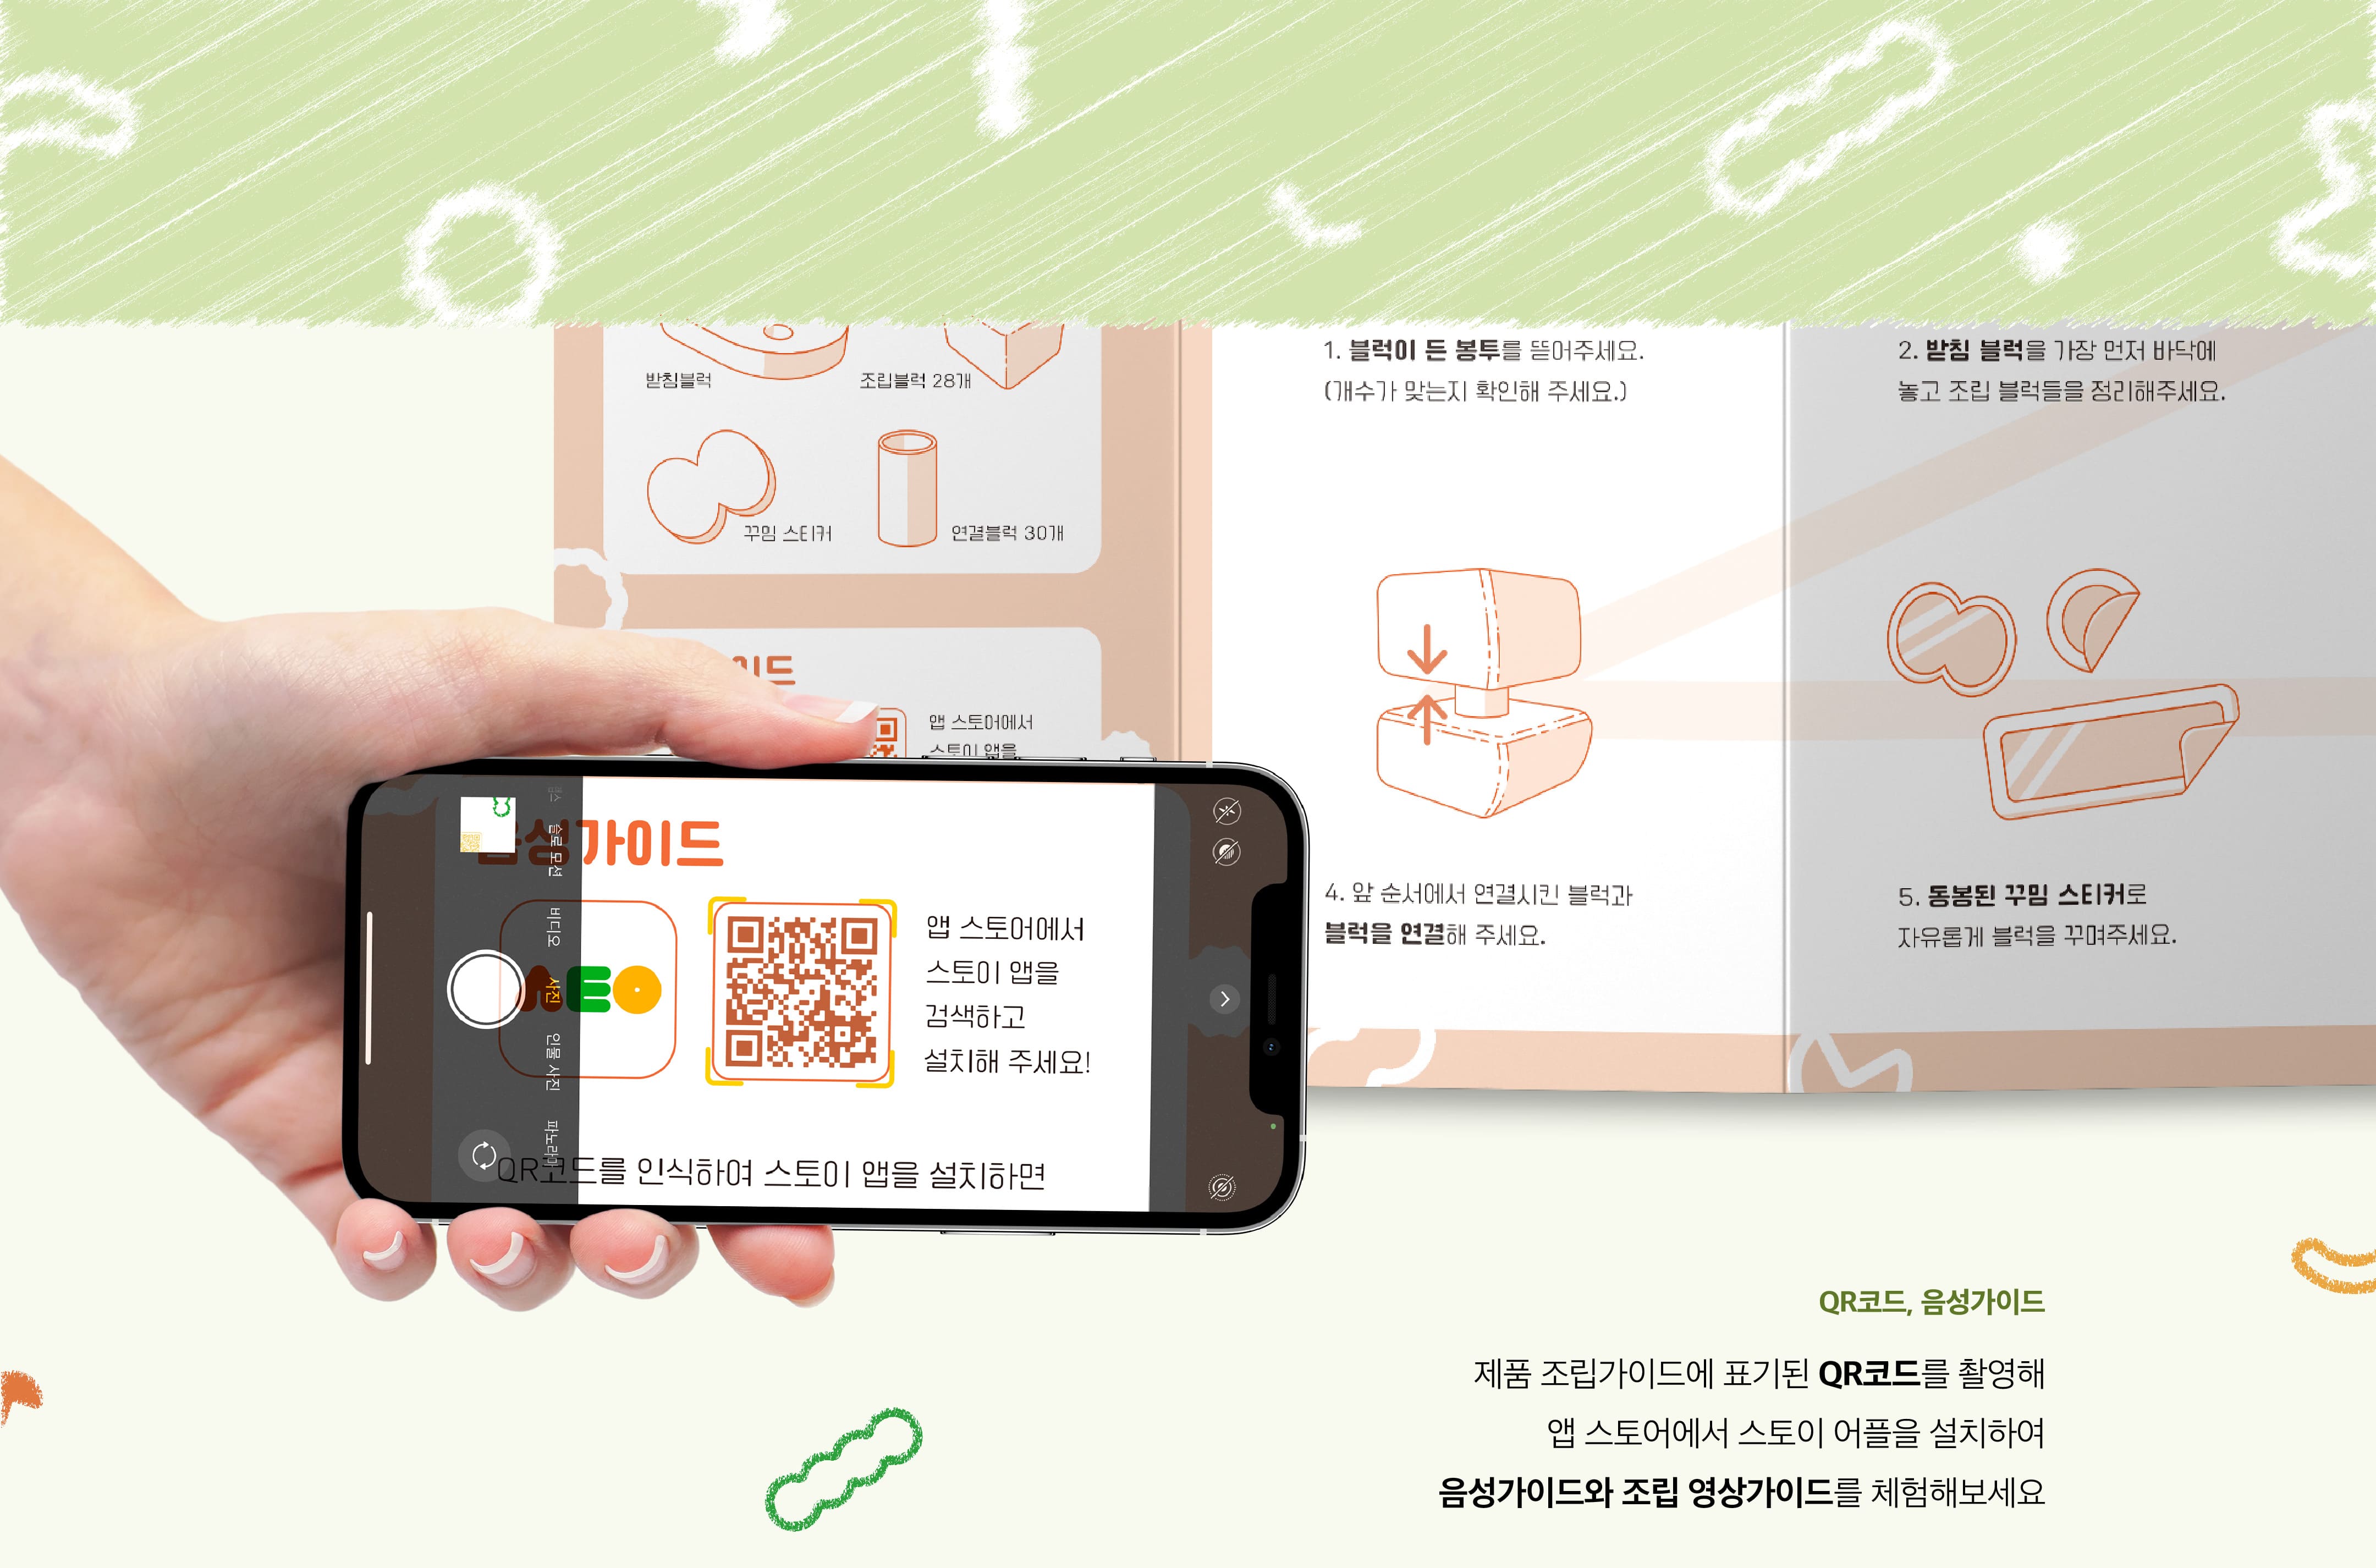 받침블럭
조립블럭 28개
꾸밈 스티커
연결블럭 30개
1. 블럭이 든 봉투를 뜯어주세요.
(개수가 맞는지 확인해 주세요.)
2. 받침 블럭을 가장 먼저 바닥에
놓고 조립 블럭들을 정리해주세요.
이드
앱 스토어에서
스토이 앱을
4. 앞 순서에서 연결시킨 블럭과
블럭을 연결해 주세요.
5. 동봉된 꾸밈 스티커로
자유롭게 블럭을 꾸며주세요.
음성가이드
슬로 모션
비디오
사진
인물 사진
파노라마
앱 스토어에서
스토이 앱을
검색하고
설치해 주세요!
QR코드를 인식하여 스토이 앱을 설치하면
QR코드, 음성가이드
제품 조립가이드에 표기된 QR코드를 촬영해
앱 스토어에서 스토이 어플을 설치하여
음성가이드와 조립 영상가이드를 체험해보세요